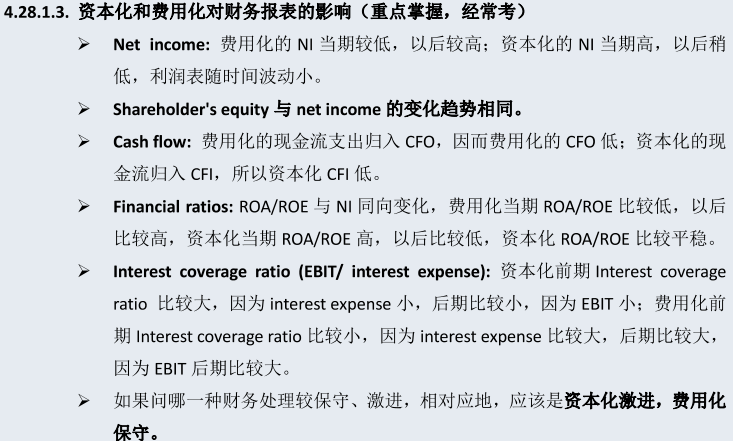 4.28.1.3. 资本化和费用化对财务报表的影响（重点掌握，经常考）
➢ Net income: 费用化的 NI 当期较低，以后较高；资本化的 NI 当期高，以后稍
低，利润表随时间波动小。
➢ Shareholder's equity 与 net income 的变化趋势相同。
➢ Cash flow: 费用化的现金流支出归入 CFO，因而费用化的 CFO 低；资本化的现
金流归入 CFI，所以资本化 CFI 低。
➢ Financial ratios: ROA/ROE 与 NI 同向变化，费用化当期 ROA/ROE 比较低，以后
比较高，资本化当期 ROA/ROE 高，以后比较低，资本化 ROA/ROE 比较平稳。
➢ Interest coverage ratio (EBIT/ interest expense): 资本化前期 Interest coverage
ratio 比较大，因为 interest expense 小，后期比较小，因为 EBIT 小；费用化前
期 Interest coverage ratio 比较小，因为 interest expense 比较大，后期比较大，
因为 EBIT 后期比较大。
➢ 如果问哪一种财务处理较保守、激进，相对应地，应该是资本化激进，费用化
保守。